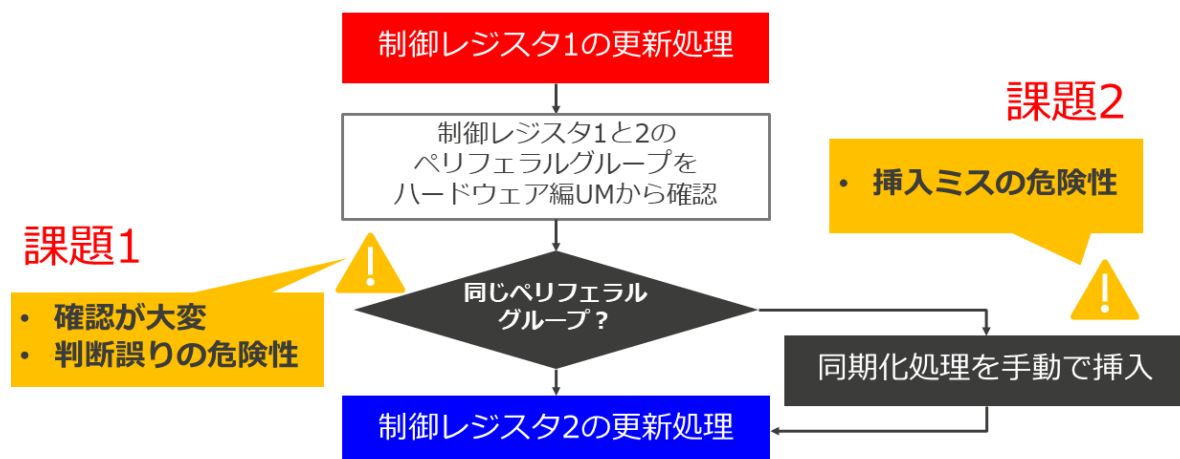 制御レジスタ1の更新処理
制御レジスタ1と2の
ペリフェラルグループを
ハードウェア編UMから確認
課題2
• 挿入ミスの危険性
課題1
• 確認が大変
• 判断誤りの危険性
同じペリフェラル
グループ？
同期化処理を手動で挿入
制御レジスタ2の更新処理